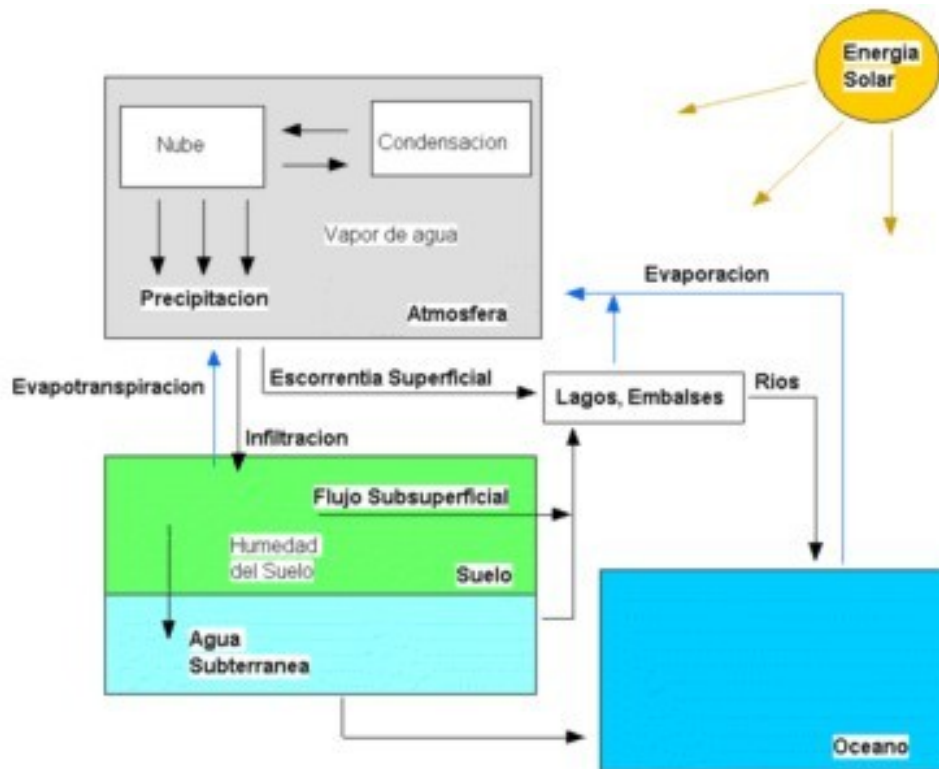 Energia
Solar
Nube
Condensacion
Vapor de agua
Precipitacion
Atmosfera
Evaporacion
Evapotranspiracion
Escorrentia Superficial
Lagos, Embalses
Rios
Infiltracion
Flujo Subsuperficial
Humedad
del Suelo
Suelo
Agua
Subterranea
Oceano